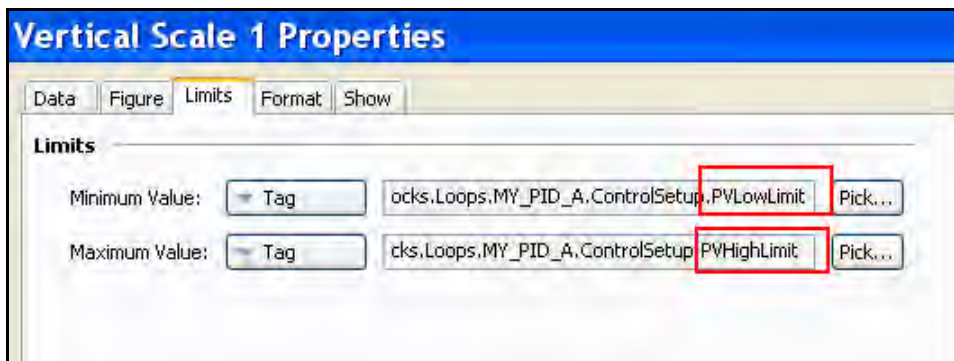 Vertical Scale 1 Properties
Data Figure Limits Format Show
Limits
Minimum Value: Tag ocks.Loops.MY_PID_A.ControlSetup.PVLowLimit Pick...
Maximum Value: Tag cks.Loops.MY_PID_A.ControlSetup.PVHighLimit Pick...